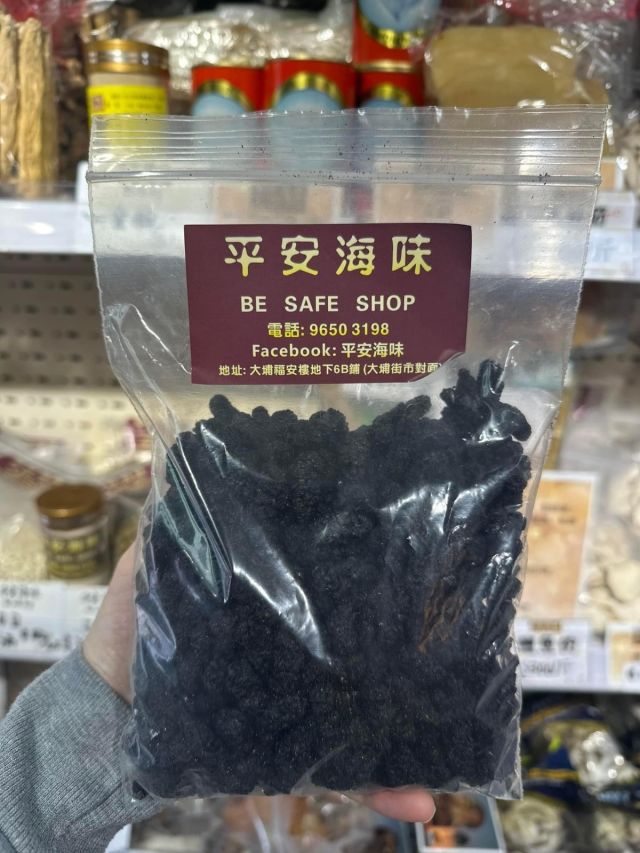 平安海味
BE SAFE SHOP
電話: 9650 3198
Facebook: 平安海味
地址: 大埔福安樓地下6B鋪 (大埔街市對面)